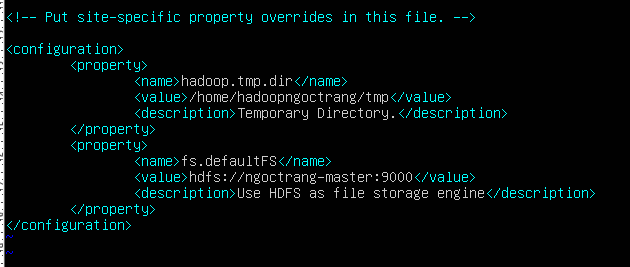 <!-- Put site-specific property overrides in this file. -->
<configuration>
<property>
<name>hadoop.tmp.dir</name>
<value>/home/hadoopngoctrang/tmp</value>
<description>Temporary Directory.</description>
</property>
<property>
<name>fs.defaultFS</name>
<value>hdfs://ngoctrang-master:9000</value>
<description>Use HDFS as file storage engine</description>
</property>
</configuration>
~
~